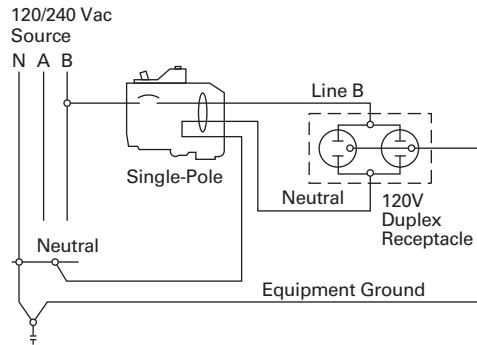 120/240 Vac
Source
N A B
Line B
Single-Pole
Neutral
120V
Duplex
Receptacle
Neutral
Equipment Ground